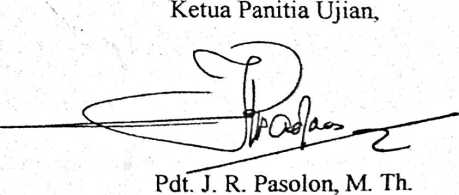 Ketua Panitia Ujian,
Pdt. J. R. Pasolon, M. Th.